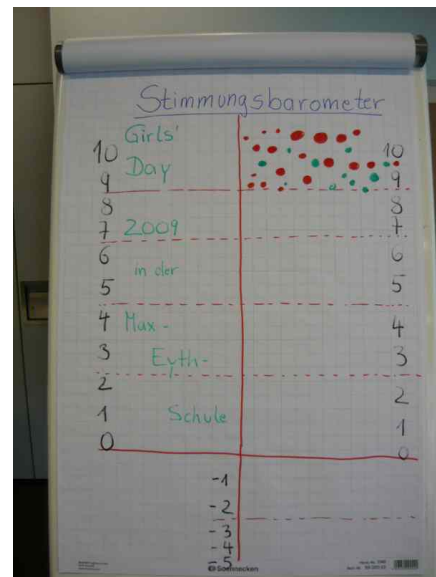 Stimmungsbarometer
Girls'
10 10
Day
9 9
8 8
7 2009 7
6 6
in der
5 5
4 Max- 4
3 Eyth- 3
2 2
1 Schule 1
0 0
-1
-2
-3
-4
-5
Soennecken